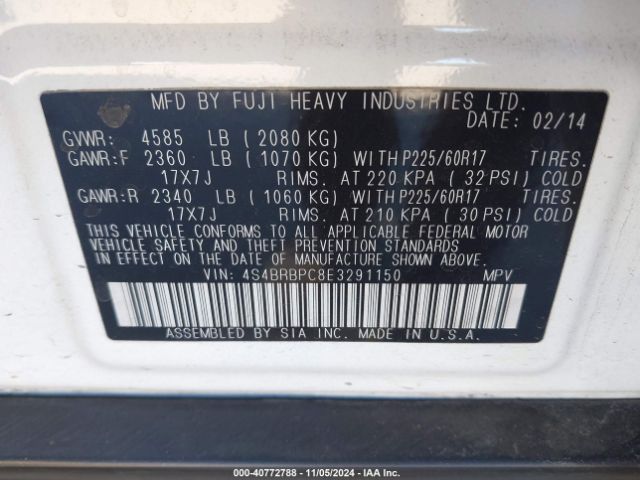 MFD BY FUJI HEAVY INDUSTRIES LTD.
DATE: 02/14
GVWR: 4585 LB (2080 KG)
GAWR:F 2360 LB (1070 KG) WITH P225/60R17 TIRES.
17X7J RIMS. AT 220 KPA ( 32 PSI) COLD
GAWR:R 2340 LB (1060 KG) WITH P225/60R17 TIRES.
17X7J RIMS. AT 210 KPA ( 30 PSI) COLD
THIS VEHICLE CONFORMS TO ALL APPLICABLE FEDERAL MOTOR
VEHICLE SAFETY AND THEFT PREVENTION STANDARDS
IN EFFECT ON THE DATE OF MANUFACTURE SHOWN ABOVE.
VIN: 4S4BRBPC8E3291150 MPV
ASSEMBLED BY SIA INC. MADE IN U.S.A.
000-40772788 - 11/05/2024 - IAA Inc.